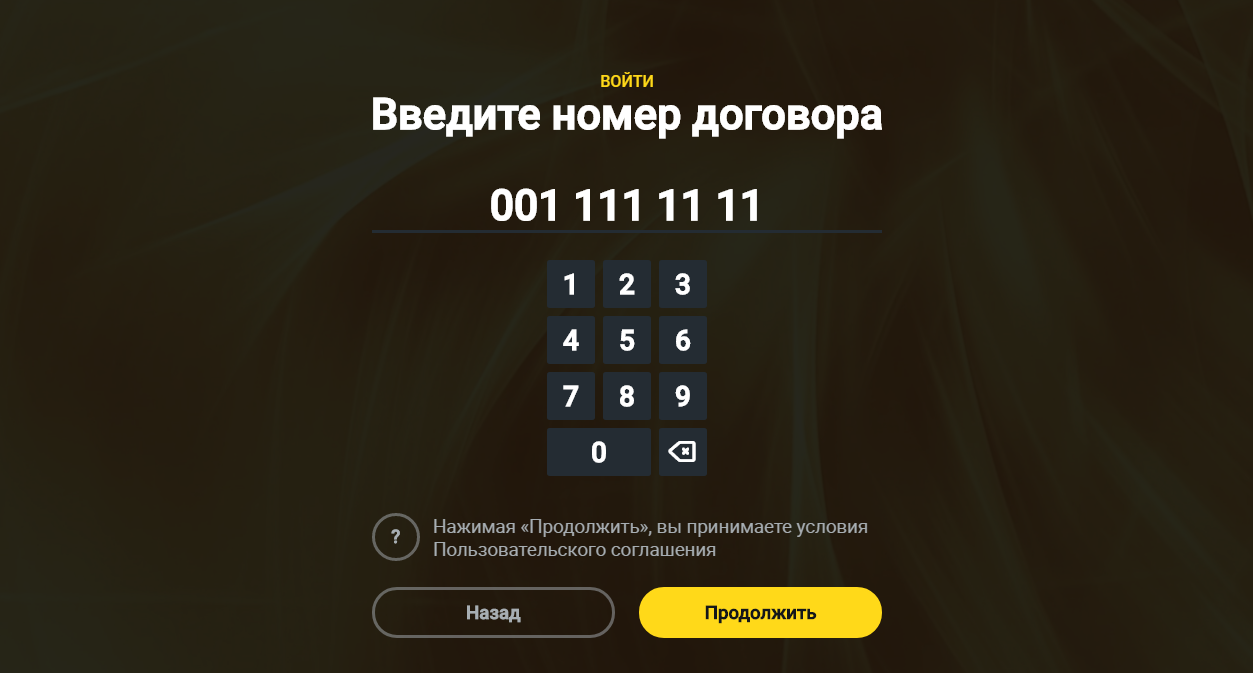 ВОЙТИ
Введите номер договора
001 111 11 11
1 2 3
4 5 6
7 8 9
0
? Нажимая «Продолжить», вы принимаете условия
Пользовательского соглашения
Назад Продолжить